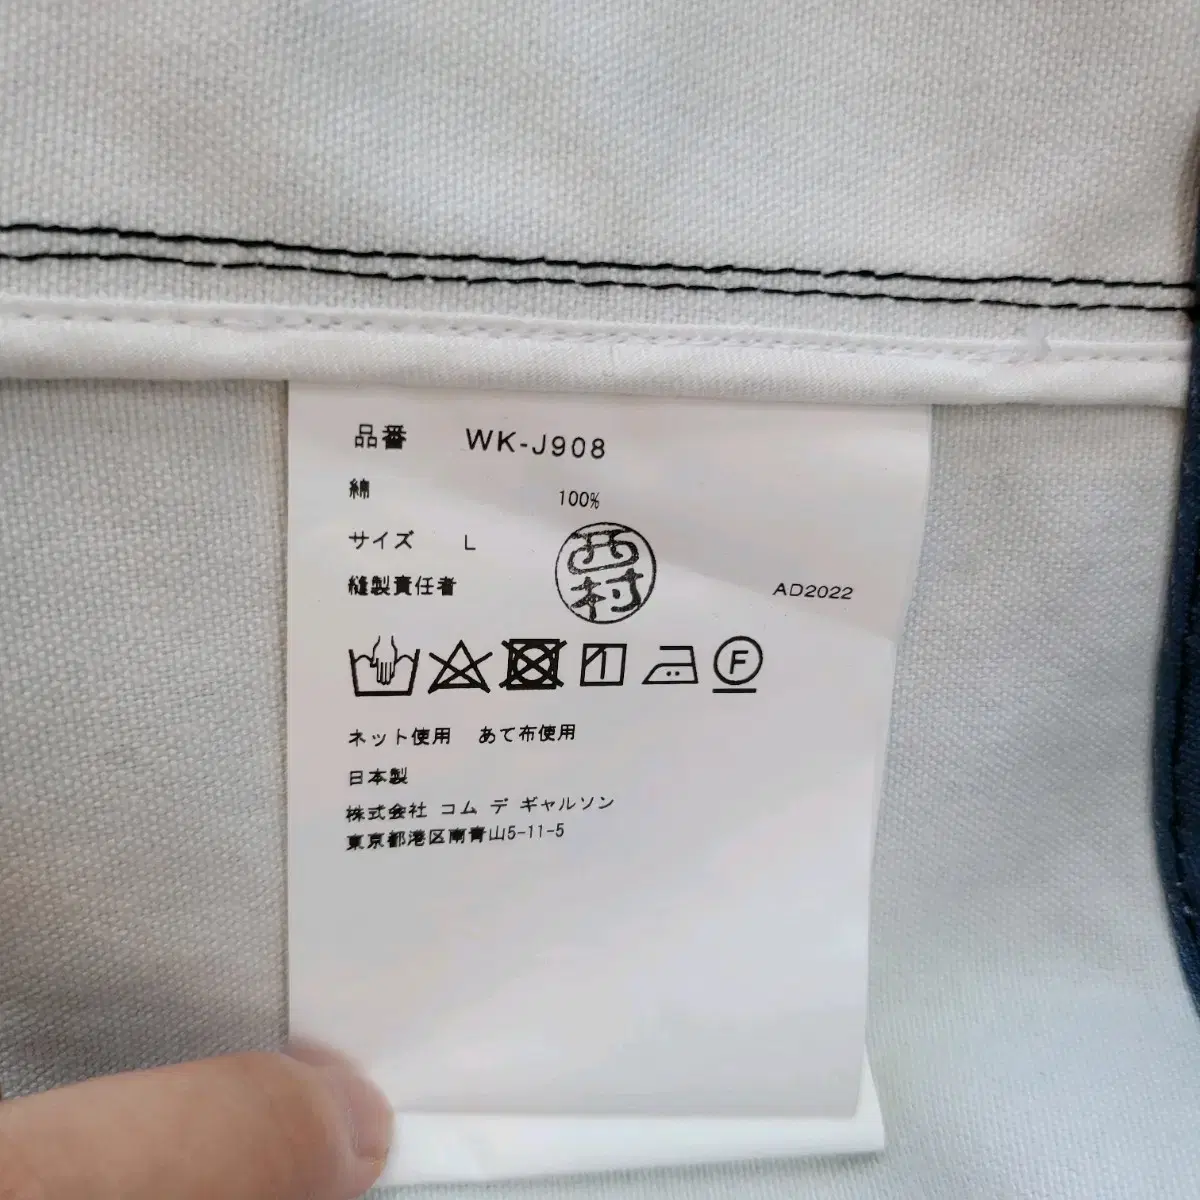 品番 WK-J908
綿 100%
サイズ L
縫製責任者 西村 AD2022
F
ネット使用 あて布使用
日本製
株式会社 コム デ ギャルソン
東京都港区南青山5-11-5